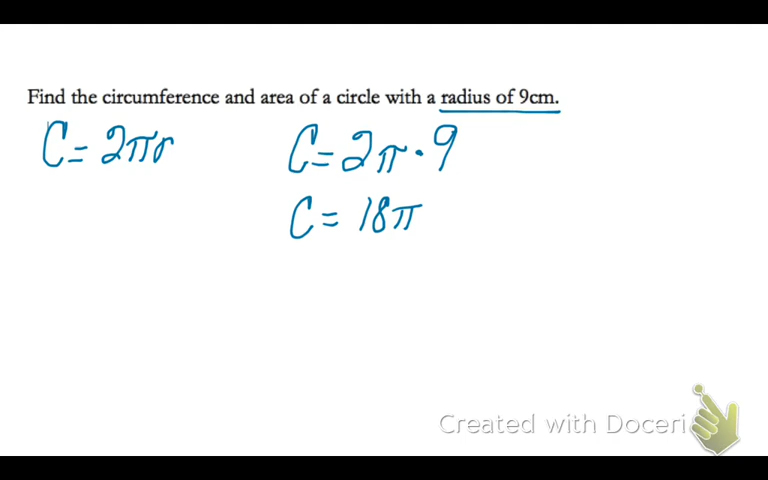 Find the circumference and area of a circle with a radius of 9cm.
C = 2πr
C = 2π · 9
C = 18π
Created with Doceri